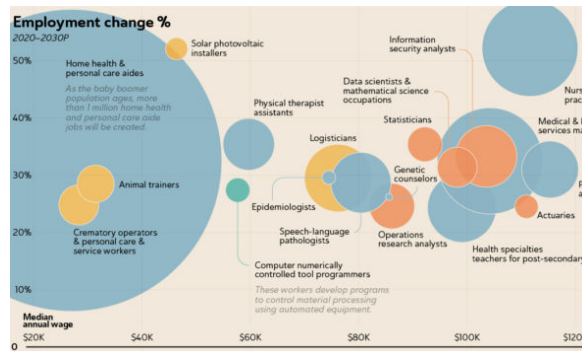 Employment change %
2020–2030P
50%
40%
30%
20%
10%
0
Home health &
personal care aides
As the baby boomer
population ages, more
than 1 million home health
and personal care aide
jobs will be created.
Solar photovoltaic
installers
Physical therapist
assistants
Animal trainers
Crematory operators
& personal care &
service workers
Computer numerically
controlled tool programmers
These workers develop programs
to control material processing
using automated equipment.
Logisticians
Epidemiologists
Speech-language
pathologists
Statisticians
Data scientists &
mathematical science
occupations
Information
security analysts
Genetic
counselors
Operations
research analysts
Health specialties
teachers for post-secondary
Actuaries
Nurs
prac
Medical &
services ma
P
a
Median
annual wage
$20K
$40K
$60K
$80K
$100K
$120